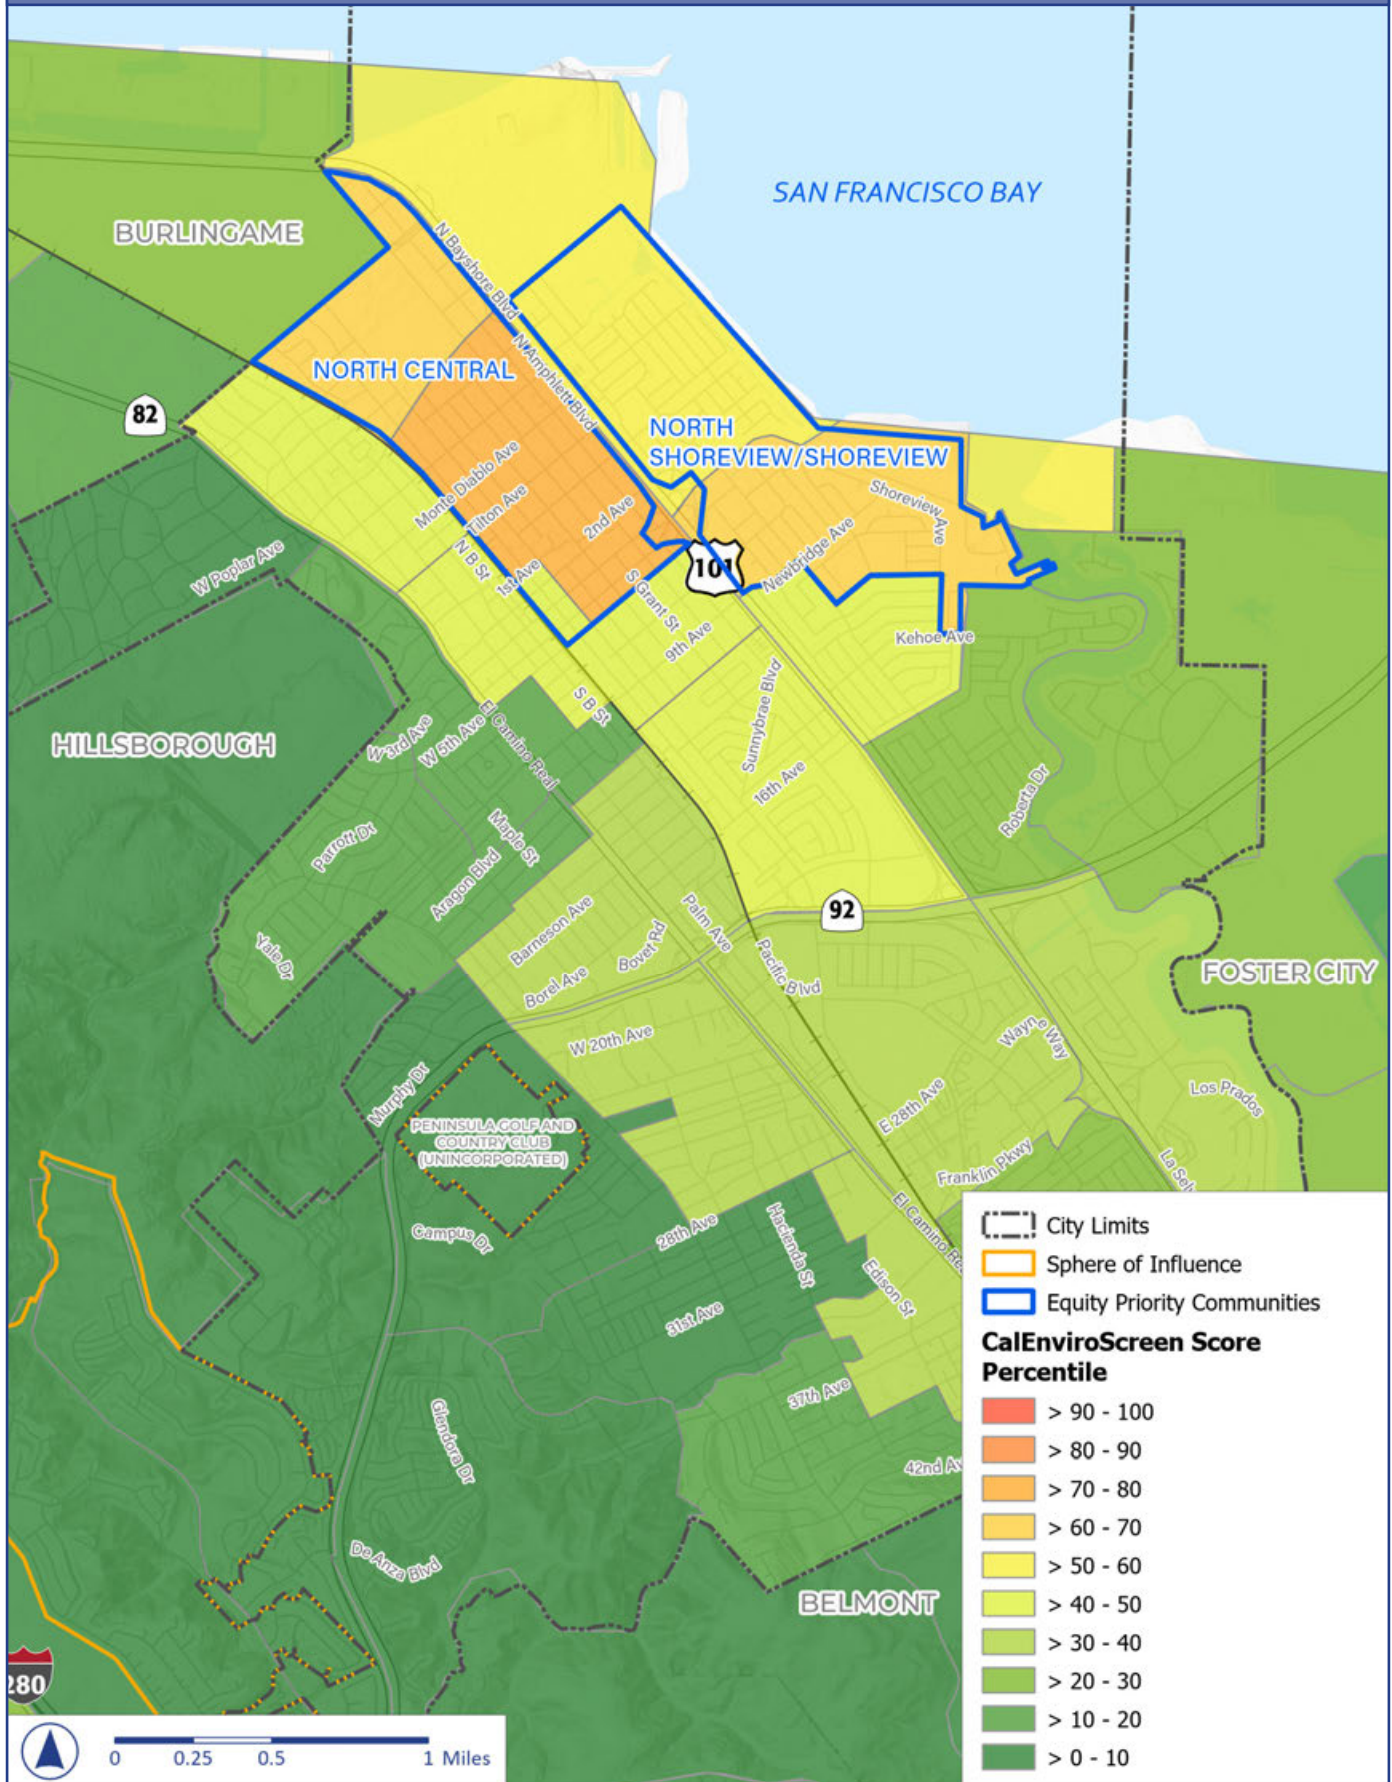 SAN FRANCISCO BAY
BURLINGAME
N Bayshore Blvd
NORTH CENTRAL
N Amphlett Blvd
82
NORTH
SHOREVIEW/SHOREVIEW
Monte Diablo Ave
Tilton Ave
2nd Ave
Shoreview Ave
Newbridge Ave
101
W Poplar Ave
N B St
1st Ave
S Grant St
9th Ave
Kehoe Ave
HILLSBOROUGH
3rd Ave
W 5th Ave
El Camino Real
S B St
Sunnybrae Blvd
16th Ave
Roberta Dr
Parrott Dr
Maple St
Aragon Blvd
Yale Dr
Barneson Ave
Borel Ave
Bovet Rd
Palm Ave
92
Pacific Blvd
FOSTER CITY
W 20th Ave
Wayne Way
Murphy Dr
Los Prados
E 28th Ave
PENINSULA GOLF AND
COUNTRY CLUB
(UNINCORPORATED)
Franklin Pkwy
La Sel
Campus Dr
28th Ave
Hacienda St
El Camino Re
Edison St
31st Ave
37th Ave
Glendora Dr
42nd Av
De Anza Blvd
BELMONT
280
City Limits
Sphere of Influence
Equity Priority Communities
CalEnviroScreen Score
Percentile
> 90 - 100
> 80 - 90
> 70 - 80
> 60 - 70
> 50 - 60
> 40 - 50
> 30 - 40
> 20 - 30
> 10 - 20
> 0 - 10
0 0.25 0.5 1 Miles